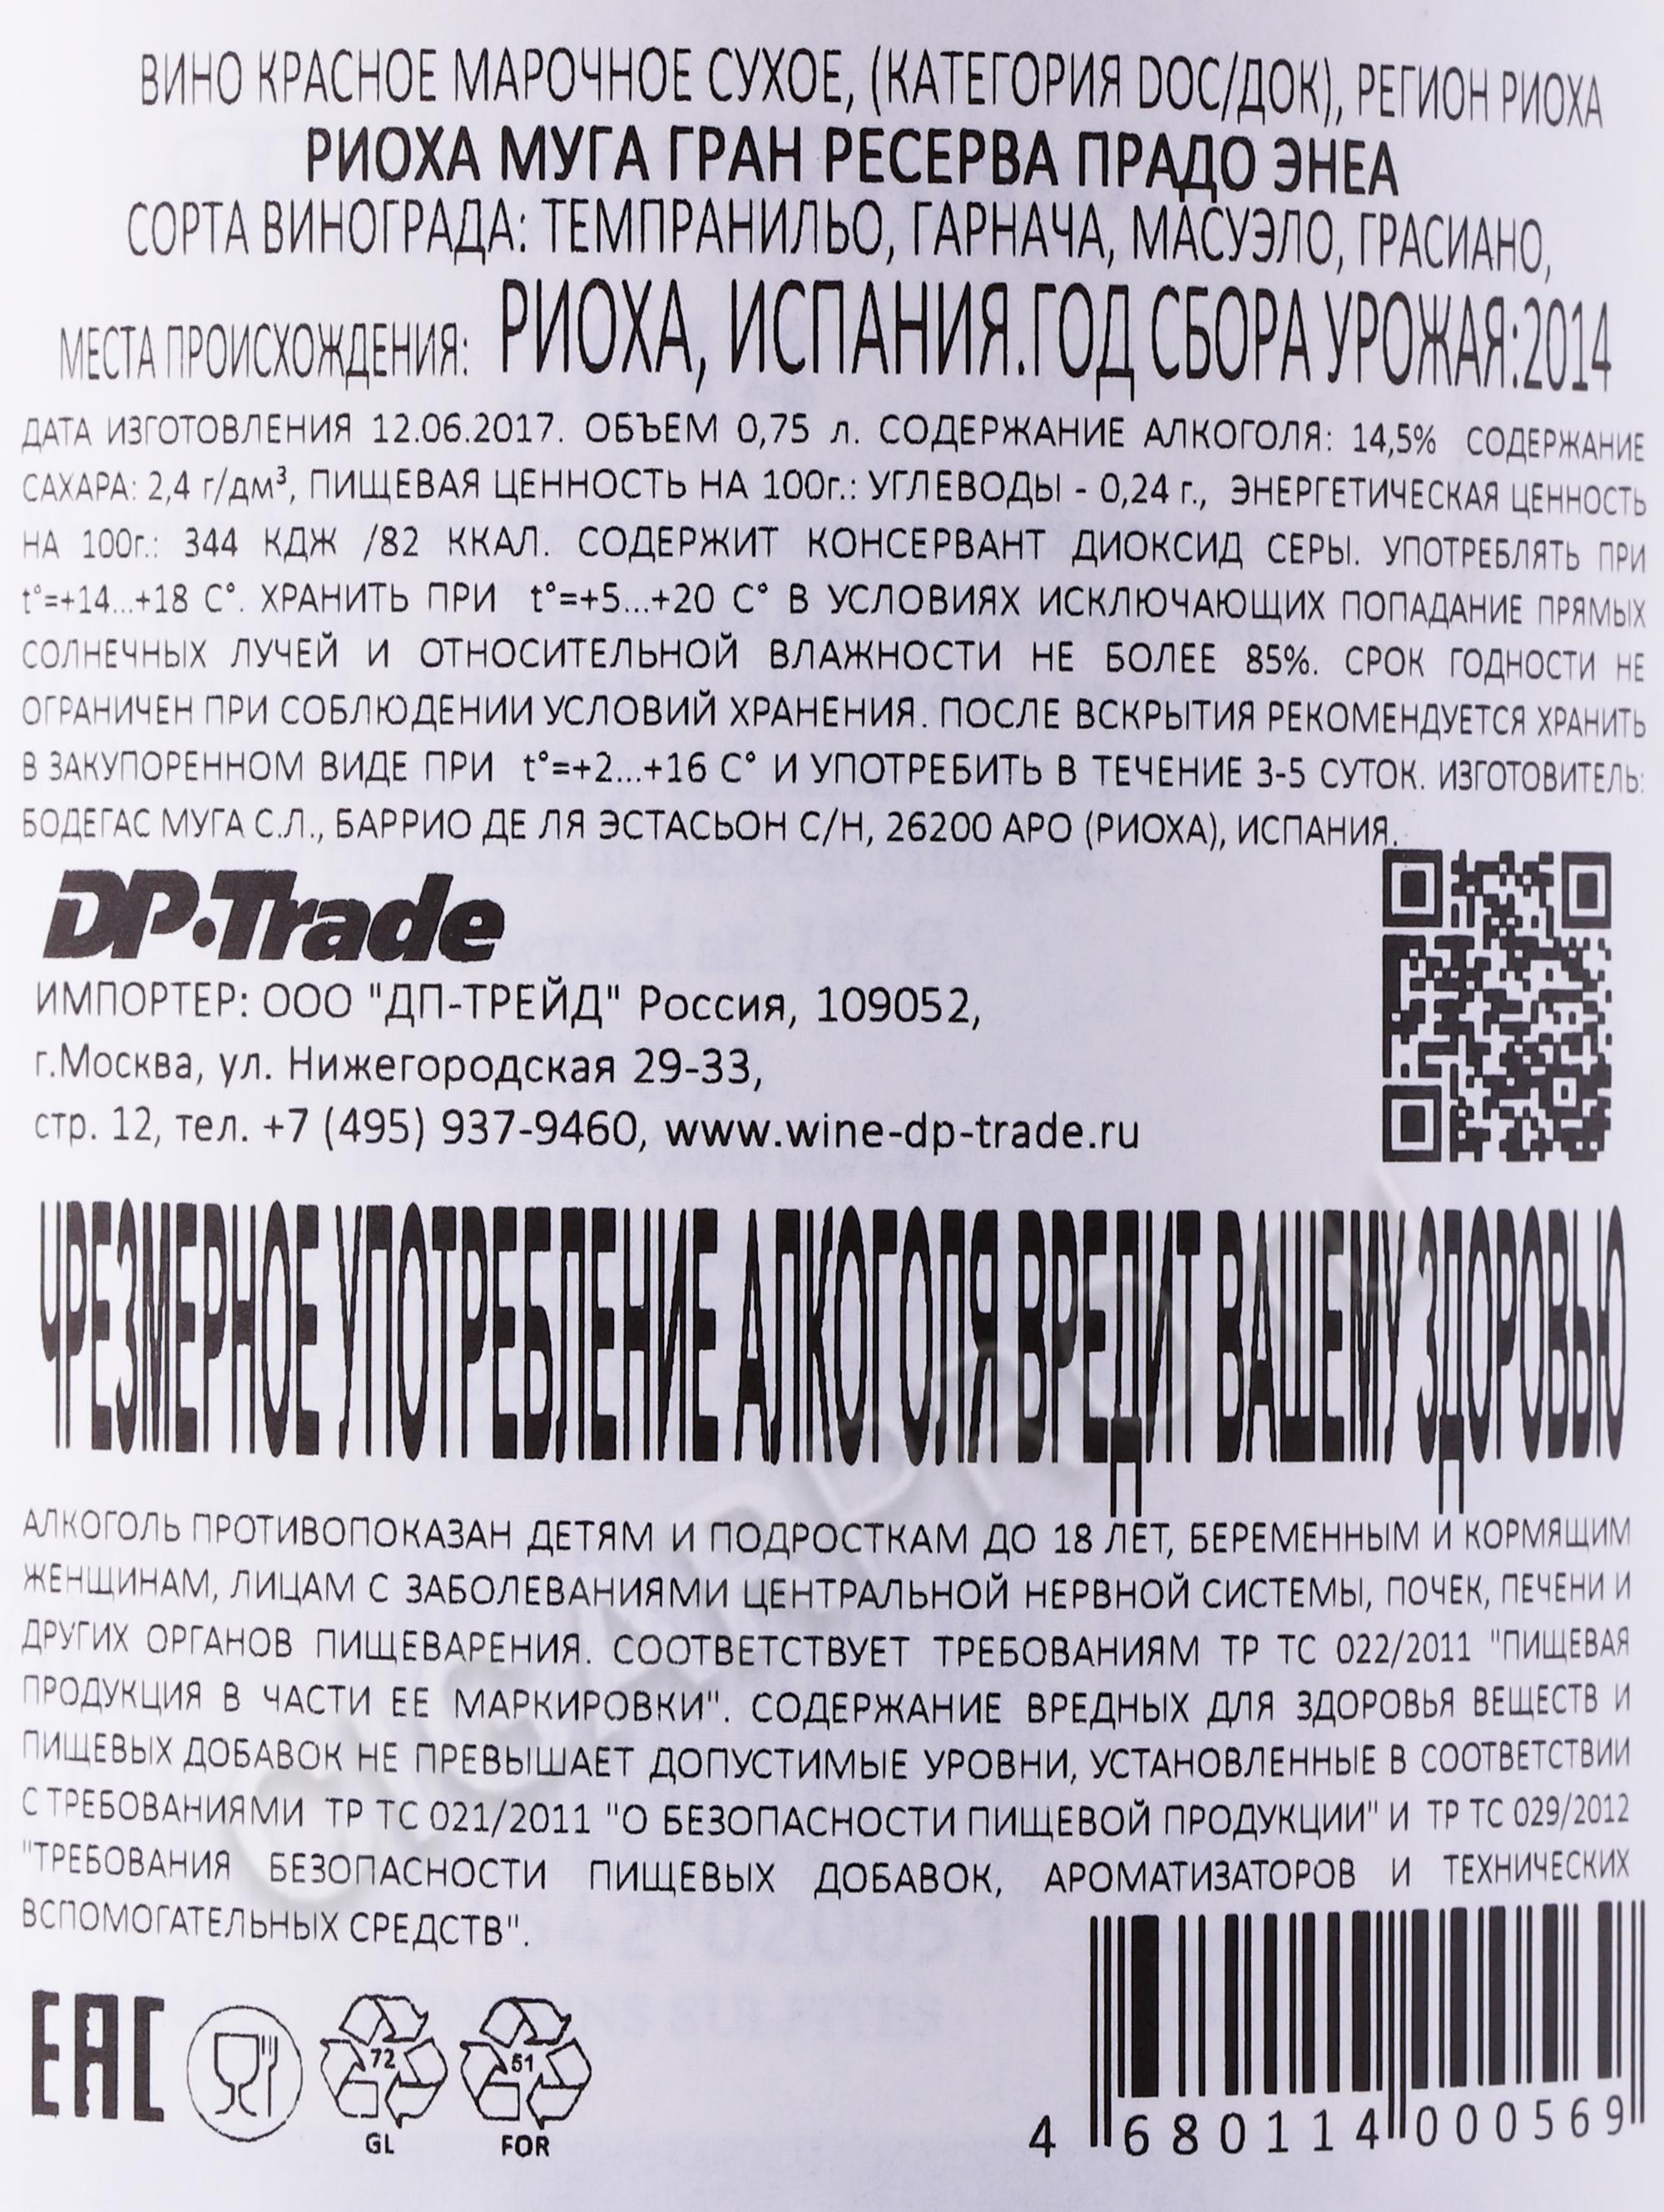 ВИНО КРАСНОЕ МАРОЧНОЕ СУХОЕ, (КАТЕГОРИЯ DOC/ДОК), РЕГИОН РИОХА
РИОХА МУГА ГРАН РЕСЕРВА ПРАДО ЭНЕА
СОРТА ВИНОГРАДА: ТЕМПРАНИЛЬО, ГАРНАЧА, МАСУЭЛО, ГРАСИАНО,
МЕСТА ПРОИСХОЖДЕНИЯ: РИОХА, ИСПАНИЯ.ГОД СБОРА УРОЖАЯ:2014
ДАТА ИЗГОТОВЛЕНИЯ 12.06.2017. ОБЪЕМ 0,75 л. СОДЕРЖАНИЕ АЛКОГОЛЯ: 14,5% СОДЕРЖАНИЕ
САХАРА: 2,4 г/дм³, ПИЩЕВАЯ ЦЕННОСТЬ НА 100г.: УГЛЕВОДЫ - 0,24 г., ЭНЕРГЕТИЧЕСКАЯ ЦЕННОСТЬ
НА 100г.: 344 КДЖ /82 ККАЛ. СОДЕРЖИТ КОНСЕРВАНТ ДИОКСИД СЕРЫ. УПОТРЕБЛЯТЬ ПРИ
t°=+14...+18 С°. ХРАНИТЬ ПРИ t°=+5...+20 С° В УСЛОВИЯХ ИСКЛЮЧАЮЩИХ ПОПАДАНИЕ ПРЯМЫХ
СОЛНЕЧНЫХ ЛУЧЕЙ И ОТНОСИТЕЛЬНОЙ ВЛАЖНОСТИ НЕ БОЛЕЕ 85%. СРОК ГОДНОСТИ НЕ
ОГРАНИЧЕН ПРИ СОБЛЮДЕНИИ УСЛОВИЙ ХРАНЕНИЯ. ПОСЛЕ ВСКРЫТИЯ РЕКОМЕНДУЕТСЯ ХРАНИТЬ
В ЗАКУПОРЕННОМ ВИДЕ ПРИ t°=+2...+16 С° И УПОТРЕБИТЬ В ТЕЧЕНИЕ 3-5 СУТОК. ИЗГОТОВИТЕЛЬ:
БОДЕГАС МУГА С.Л., БАРРИО ДЕ ЛЯ ЭСТАСЬОН С/Н, 26200 АРО (РИОХА), ИСПАНИЯ.
DP·Trade
ИМПОРТЕР: ООО "ДП-ТРЕЙД" Россия, 109052,
г.Москва, ул. Нижегородская 29-33,
стр. 12, тел. +7 (495) 937-9460, www.wine-dp-trade.ru
ЧРЕЗМЕРНОЕ УПОТРЕБЛЕНИЕ АЛКОГОЛЯ ВРЕДИТ ВАШЕМУ ЗДОРОВЬЮ
АЛКОГОЛЬ ПРОТИВОПОКАЗАН ДЕТЯМ И ПОДРОСТКАМ ДО 18 ЛЕТ, БЕРЕМЕННЫМ И КОРМЯЩИМ
ЖЕНЩИНАМ, ЛИЦАМ С ЗАБОЛЕВАНИЯМИ ЦЕНТРАЛЬНОЙ НЕРВНОЙ СИСТЕМЫ, ПОЧЕК, ПЕЧЕНИ И
ДРУГИХ ОРГАНОВ ПИЩЕВАРЕНИЯ. СООТВЕТСТВУЕТ ТРЕБОВАНИЯМ ТР ТС 022/2011 "ПИЩЕВАЯ
ПРОДУКЦИЯ В ЧАСТИ ЕЕ МАРКИРОВКИ". СОДЕРЖАНИЕ ВРЕДНЫХ ДЛЯ ЗДОРОВЬЯ ВЕЩЕСТВ И
ПИЩЕВЫХ ДОБАВОК НЕ ПРЕВЫШАЕТ ДОПУСТИМЫЕ УРОВНИ, УСТАНОВЛЕННЫЕ В СООТВЕТСТВИИ
С ТРЕБОВАНИЯМИ ТР ТС 021/2011 "О БЕЗОПАСНОСТИ ПИЩЕВОЙ ПРОДУКЦИИ" И ТР ТС 029/2012
"ТРЕБОВАНИЯ БЕЗОПАСНОСТИ ПИЩЕВЫХ ДОБАВОК, АРОМАТИЗАТОРОВ И ТЕХНИЧЕСКИХ
ВСПОМОГАТЕЛЬНЫХ СРЕДСТВ".
CIGARPRO.RU
EAC
72
GL
51
FOR
4 680114 000569